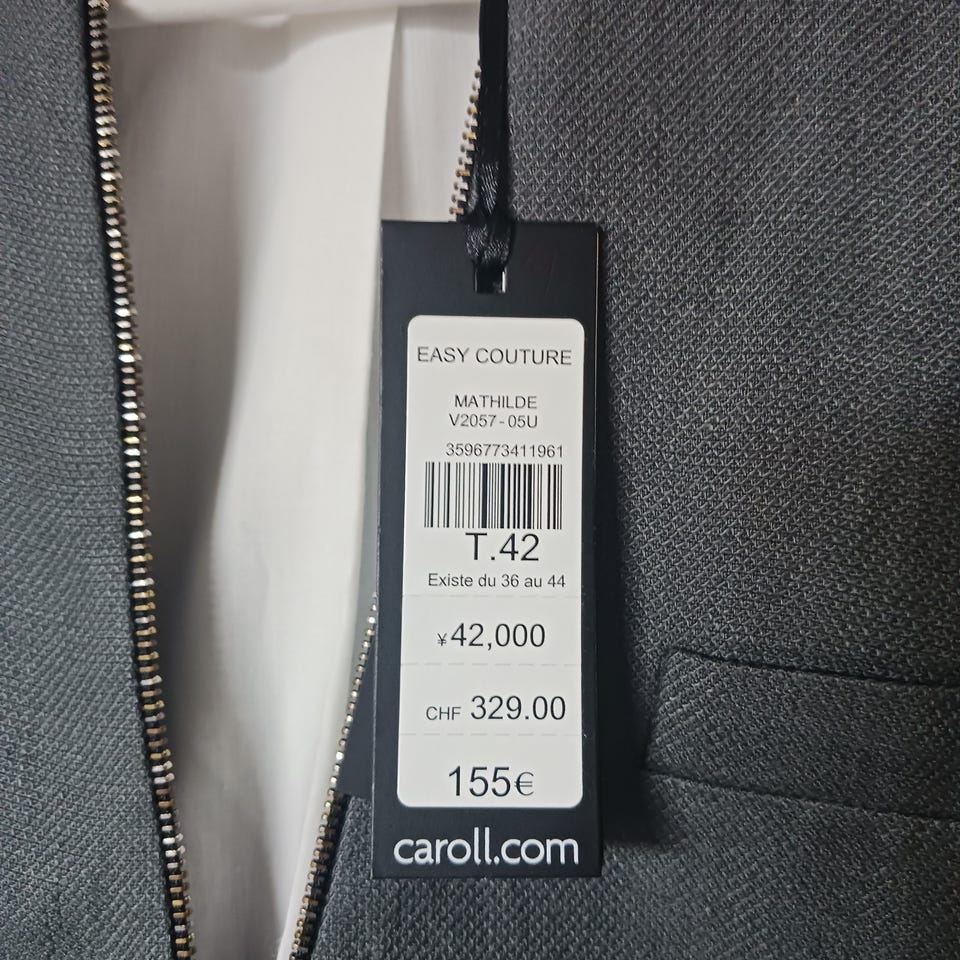 EASY COUTURE
MATHILDE
V2057-05U
3596773411961
T.42
Existe du 36 au 44
¥42,000
CHF 329.00
155€
caroll.com